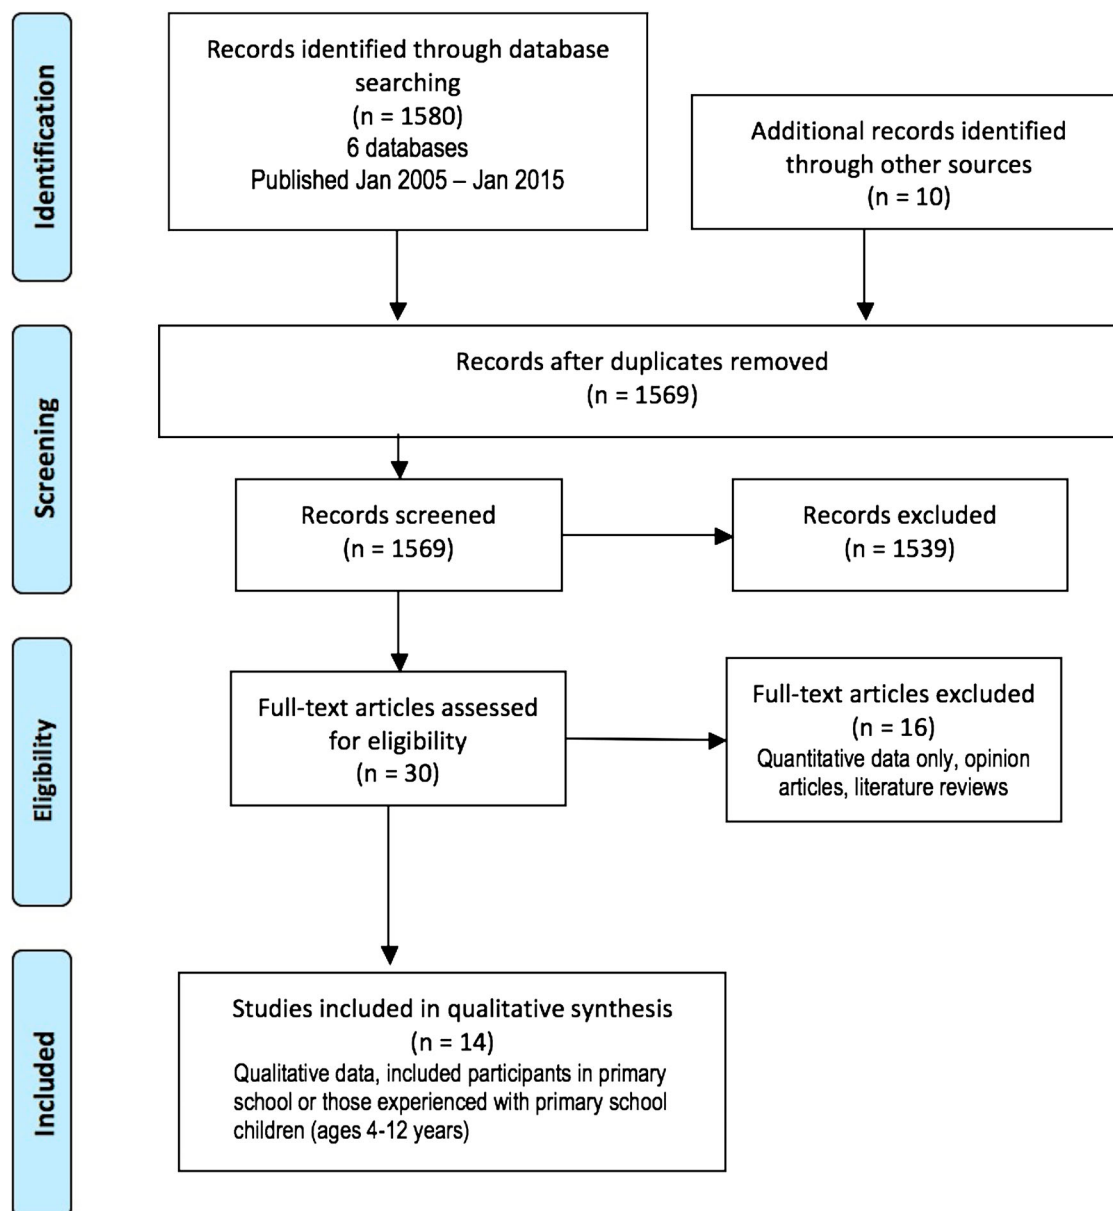 Identification
Records identified through database
searching
(n = 1580)
6 databases
Published Jan 2005 – Jan 2015
Additional records identified
through other sources
(n = 10)
Screening
Records after duplicates removed
(n = 1569)
Records screened
(n = 1569)
Records excluded
(n = 1539)
Eligibility
Full-text articles assessed
for eligibility
(n = 30)
Full-text articles excluded
(n = 16)
Quantitative data only, opinion
articles, literature reviews
Included
Studies included in qualitative synthesis
(n = 14)
Qualitative data, included participants in primary
school or those experienced with primary school
children (ages 4-12 years)